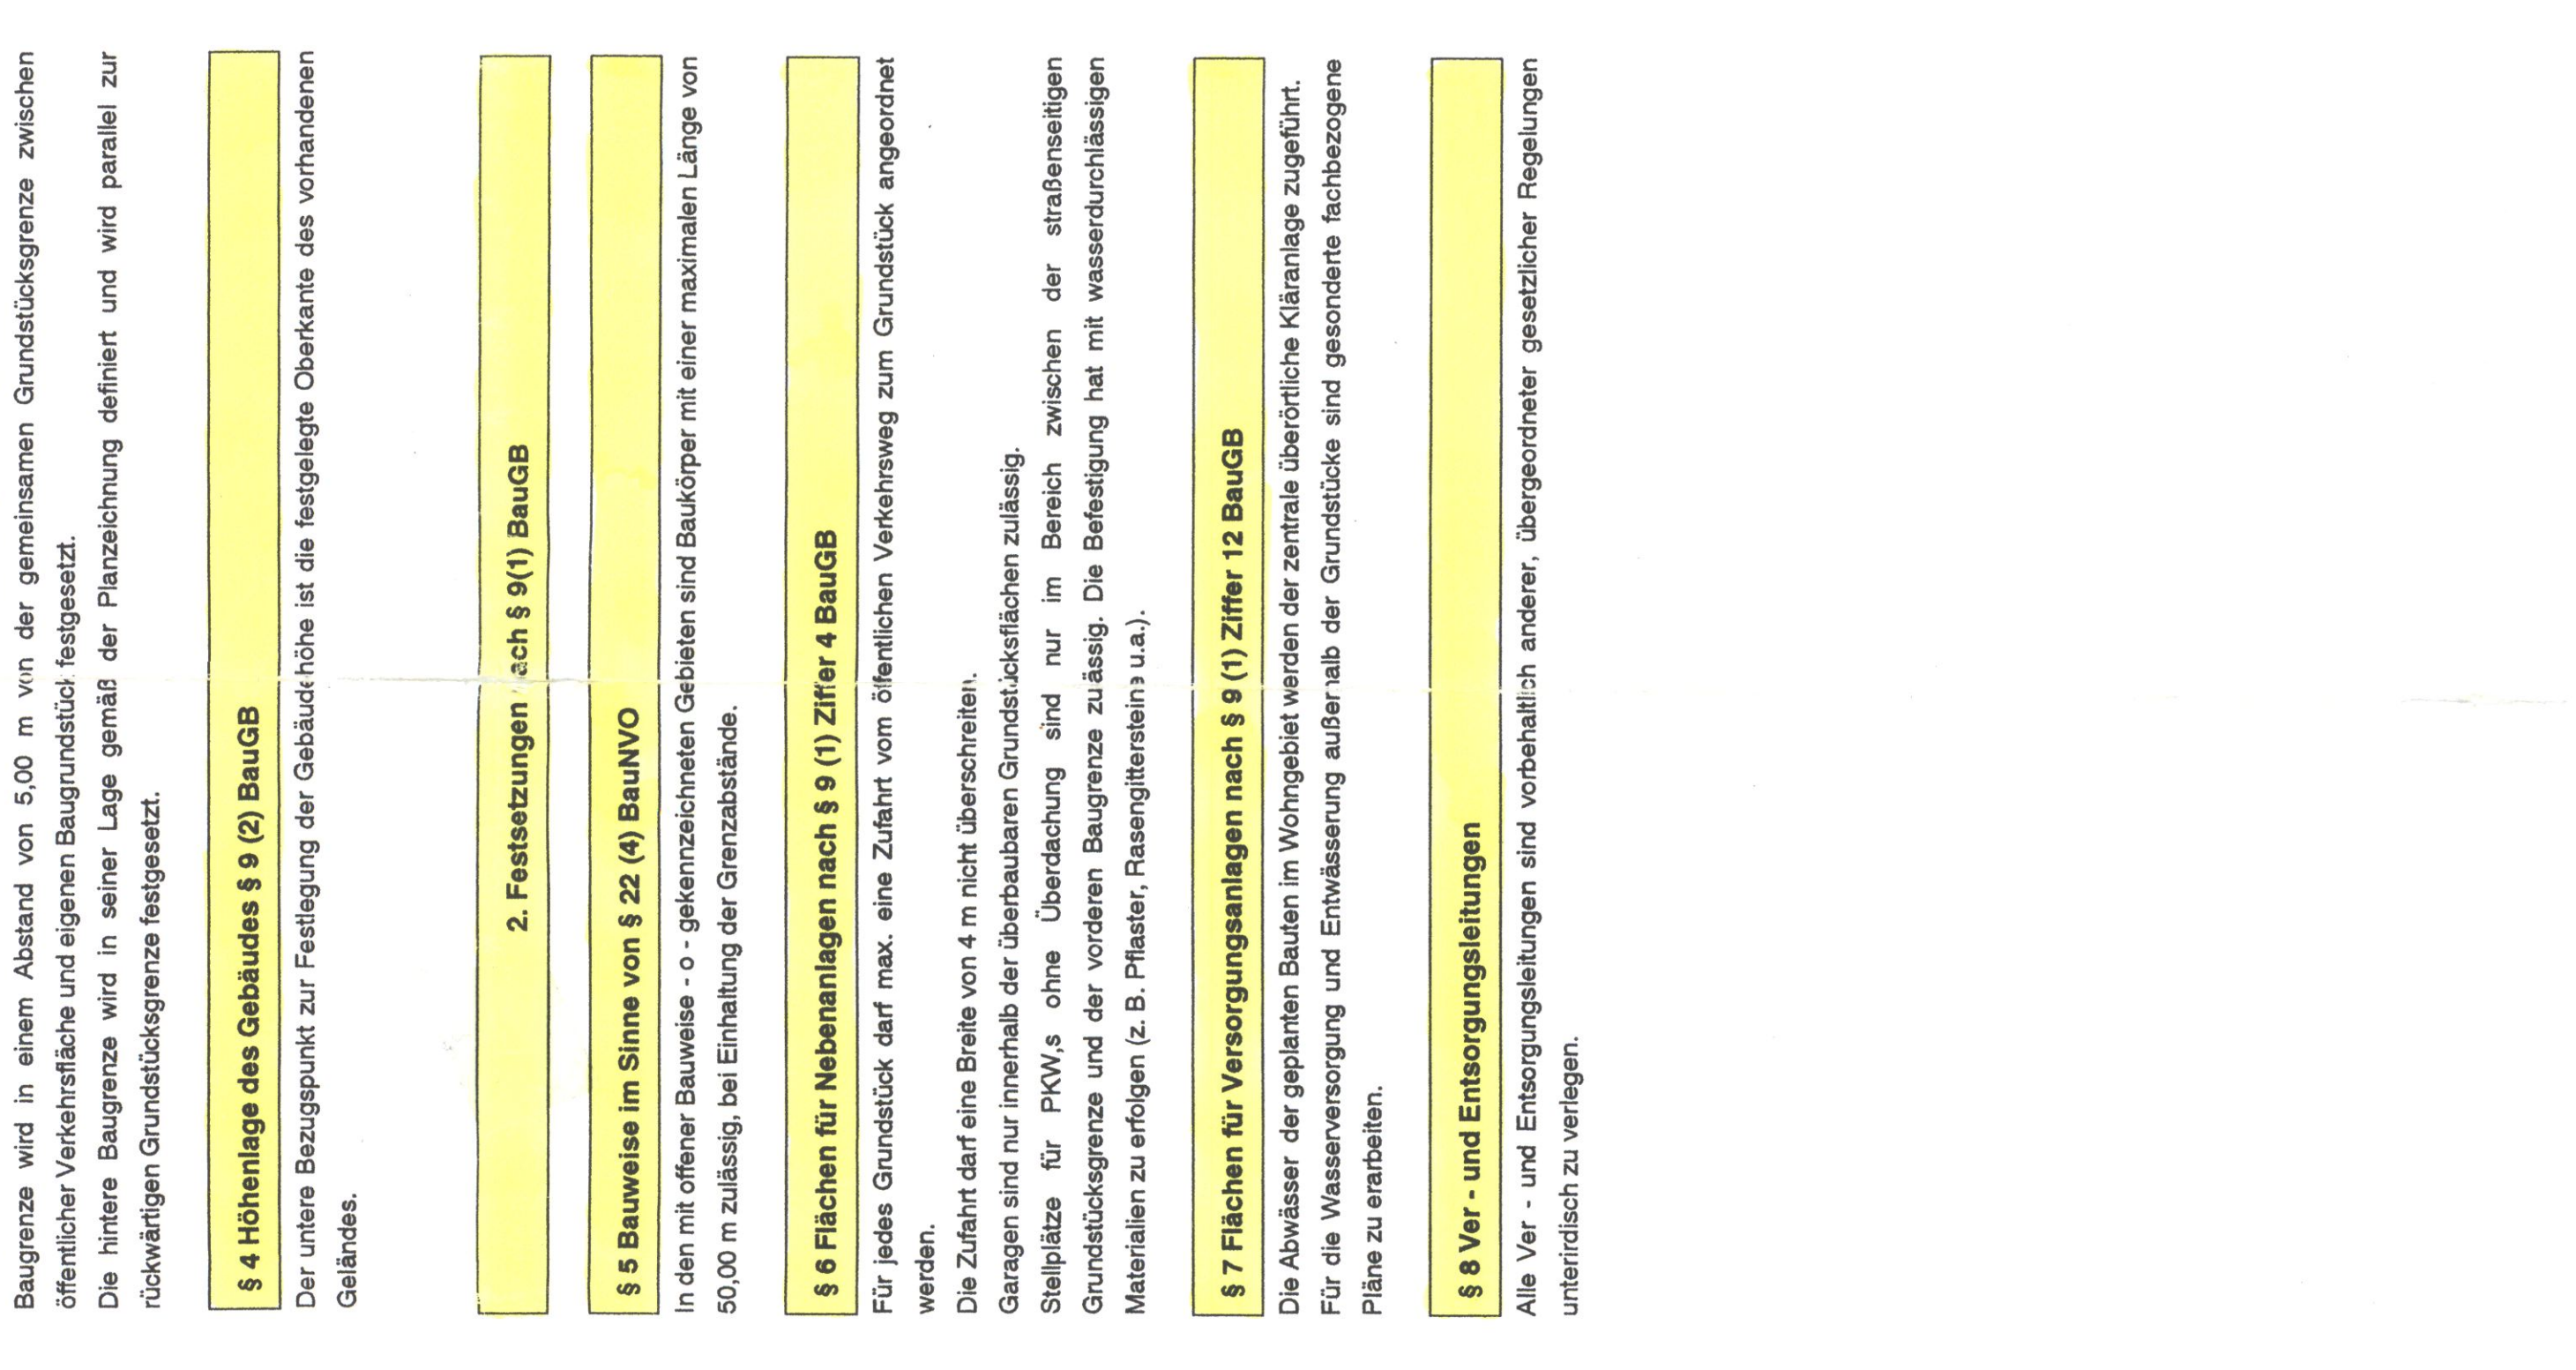 Baugrenze wird in einem Abstand von 5,00 m von der gemeinsamen Grundstücksgrenze zwischen
öffentlicher Verkehrsfläche und eigenen Baugrundstück festgesetzt.
Die hintere Baugrenze wird in seiner Lage gemäß der Planzeichnung definiert und wird parallel zur
rückwärtigen Grundstücksgrenze festgesetzt.
§ 4 Höhenlage des Gebäudes § 9 (2) BauGB
Der untere Bezugspunkt zur Festlegung der Gebäudehöhe ist die festgelegte Oberkante des vorhandenen
Geländes.
2. Festsetzungen nach § 9(1) BauGB
§ 5 Bauweise im Sinne von § 22 (4) BauNVO
In den mit offener Bauweise - o - gekennzeichneten Gebieten sind Baukörper mit einer maximalen Länge von
50,00 m zulässig, bei Einhaltung der Grenzabstände.
§ 6 Flächen für Nebenanlagen nach § 9 (1) Ziffer 4 BauGB
Für jedes Grundstück darf max. eine Zufahrt vom öffentlichen Verkehrsweg zum Grundstück angeordnet
werden.
Die Zufahrt darf eine Breite von 4 m nicht überschreiten.
Garagen sind nur innerhalb der überbaubaren Grundstücksflächen zulässig.
Stellplätze für PKW,s ohne Überdachung sind nur im Bereich zwischen der straßenseitigen
Grundstücksgrenze und der vorderen Baugrenze zuässig. Die Befestigung hat mit wasserdurchlässigen
Materialien zu erfolgen (z. B. Pflaster, Rasengittersteine u.a.).
§ 7 Flächen für Versorgungsanlagen nach § 9 (1) Ziffer 12 BauGB
Die Abwässer der geplanten Bauten im Wohngebiet werden der zentrale überörtliche Kläranlage zugeführt.
Für die Wasserversorgung und Entwässerung außerhalb der Grundstücke sind gesonderte fachbezogene
Pläne zu erarbeiten.
§ 8 Ver - und Entsorgungsleitungen
Alle Ver - und Entsorgungsleitungen sind vorbehaltlich anderer, übergeordneter gesetzlicher Regelungen
unterirdisch zu verlegen.